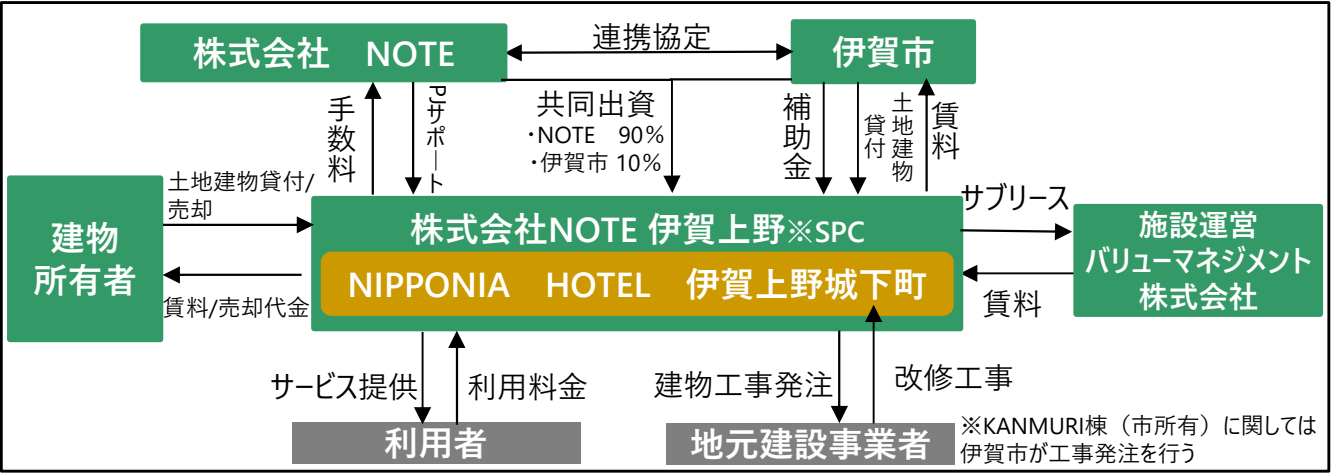 株式会社　NOTE
連携協定
伊賀市
手数料
PJサポート
共同出資
・NOTE　90%
・伊賀市 10%
補助金
土地建物
貸付
賃料
建物
所有者
土地建物貸付/
売却
賃料/売却代金
株式会社NOTE 伊賀上野※SPC
NIPPONIA　HOTEL　伊賀上野城下町
サブリース
賃料
施設運営
バリューマネジメント
株式会社
サービス提供
利用料金
建物工事発注
改修工事
利用者
地元建設事業者
※KANMURI棟（市所有）に関しては
伊賀市が工事発注を行う